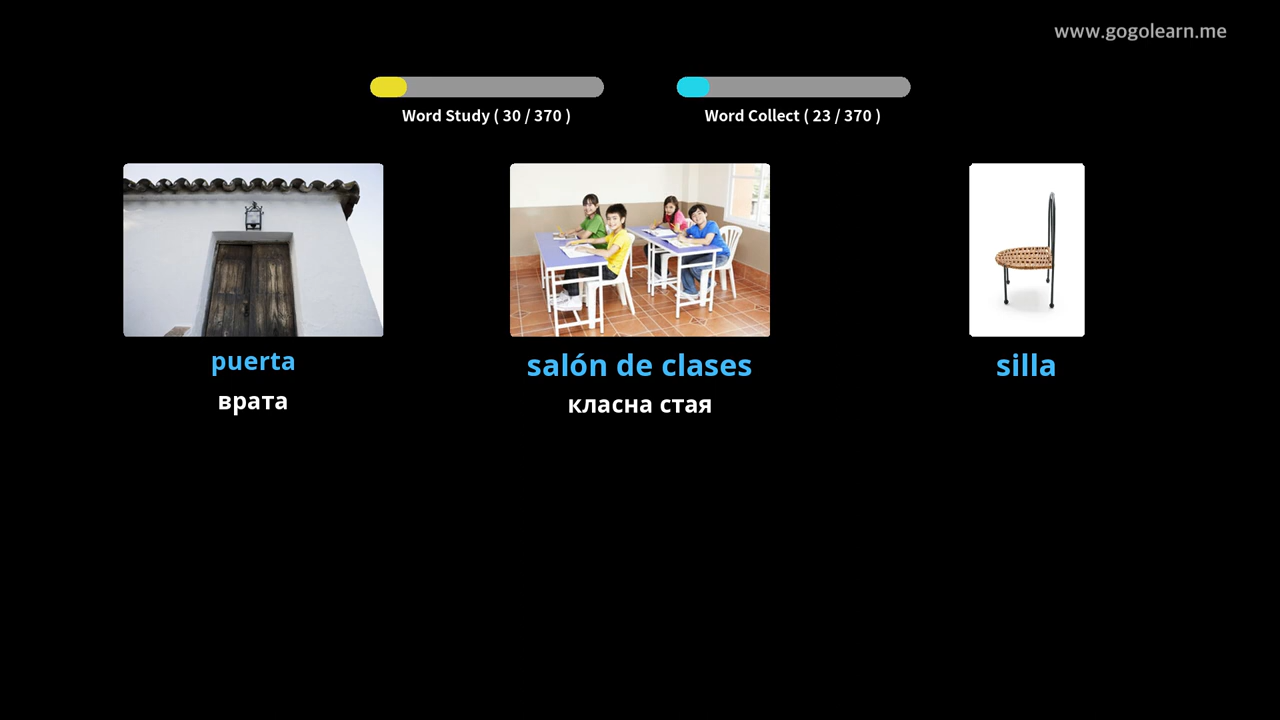 www.gogolearn.me
Word Study ( 30 / 370 )
Word Collect ( 23 / 370 )
puerta
врата
salón de clases
класна стая
silla